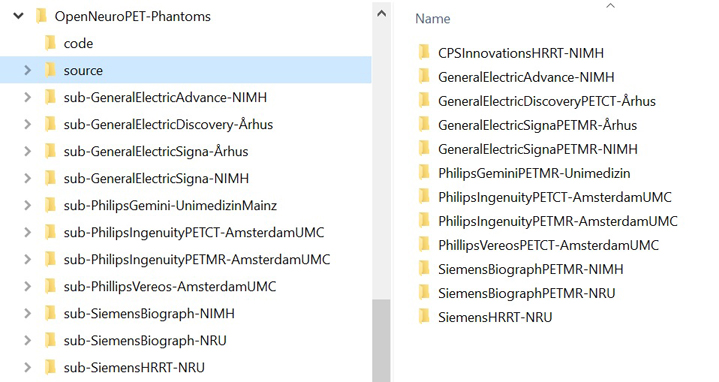 OpenNeuroPET-Phantoms
code
source
sub-GeneralElectricAdvance-NIMH
sub-GeneralElectricDiscovery-Århus
sub-GeneralElectricSigna-Århus
sub-GeneralElectricSigna-NIMH
sub-PhilipsGemini-UnimedizinMainz
sub-PhilipsIngenuityPETCT-AmsterdamUMC
sub-PhilipsIngenuityPETMR-AmsterdamUMC
sub-PhillipsVereos-AmsterdamUMC
sub-SiemensBiograph-NIMH
sub-SiemensBiograph-NRU
sub-SiemensHRRT-NRU
Name
CPSInnovationsHRRT-NIMH
GeneralElectricAdvance-NIMH
GeneralElectricDiscoveryPETCT-Århus
GeneralElectricSignaPETMR-Århus
GeneralElectricSignaPETMR-NIMH
PhilipsGeminiPETMR-Unimedizin
PhilipsIngenuityPETCT-AmsterdamUMC
PhilipsIngenuityPETMR-AmsterdamUMC
PhillipsVereosPETCT-AmsterdamUMC
SiemensBiographPETMR-NIMH
SiemensBiographPETMR-NRU
SiemensHRRT-NRU